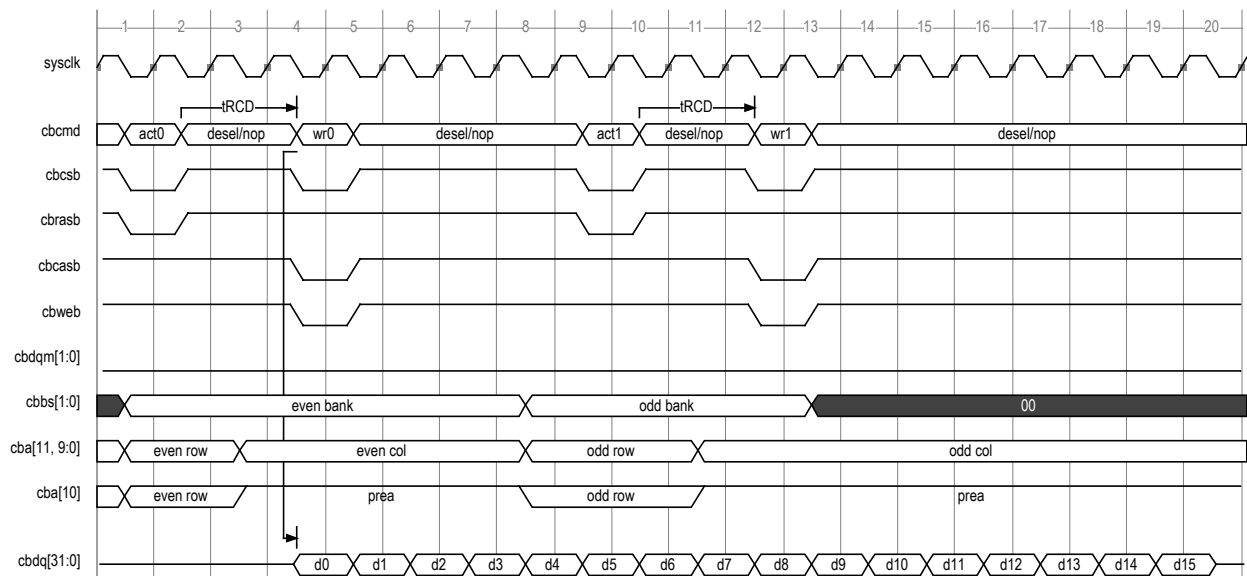 1 2 3 4 5 6 7 8 9 10 11 12 13 14 15 16 17 18 19 20
sysclk
tRCD tRCD
cbcmd act0 desel/nop wr0 desel/nop act1 desel/nop wr1 desel/nop
cbcsb
cbrasb
cbcasb
cbweb
cbdqm[1:0]
cbbs[1:0] even bank odd bank 00
cba[11, 9:0] even row even col odd row odd col
cba[10] even row prea odd row prea
cbdq[31:0] d0 d1 d2 d3 d4 d5 d6 d7 d8 d9 d10 d11 d12 d13 d14 d15